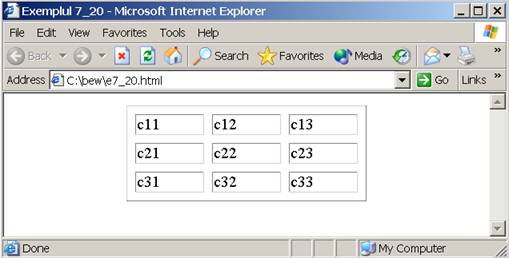 Exemplul 7_20 - Microsoft Internet Explorer
File Edit View Favorites Tools Help »
Back Search Favorites Media »
Address C:\bew\e7_20.html Go Links »
c11 c12 c13
c21 c22 c23
c31 c32 c33
Done My Computer